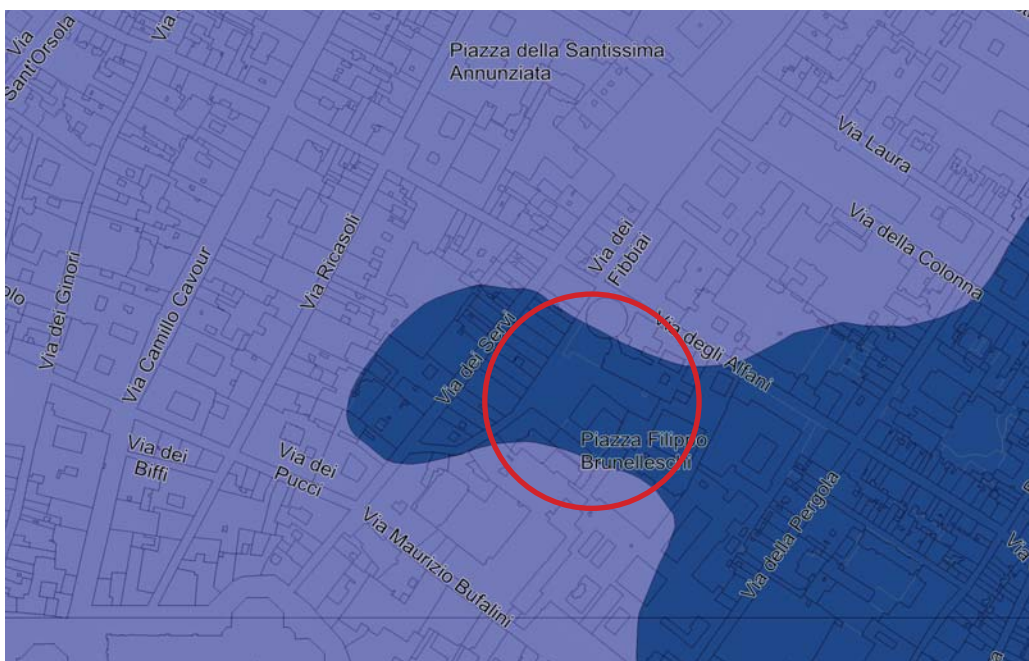 Via
Sant'Orsola
Via
Piazza della Santissima
Annunziata
Via Laura
Via della Colonna
Via dei
Fibbiai
Via Ricasoli
Via Camillo Cavour
Via dei Ginori
olo
Via dei Servi
Via degli Alfani
Piazza Filippo
Brunelleschi
Via dei
Biffi
Via dei
Pucci
Via Maurizio Bufalini
Via della Pergola
Via